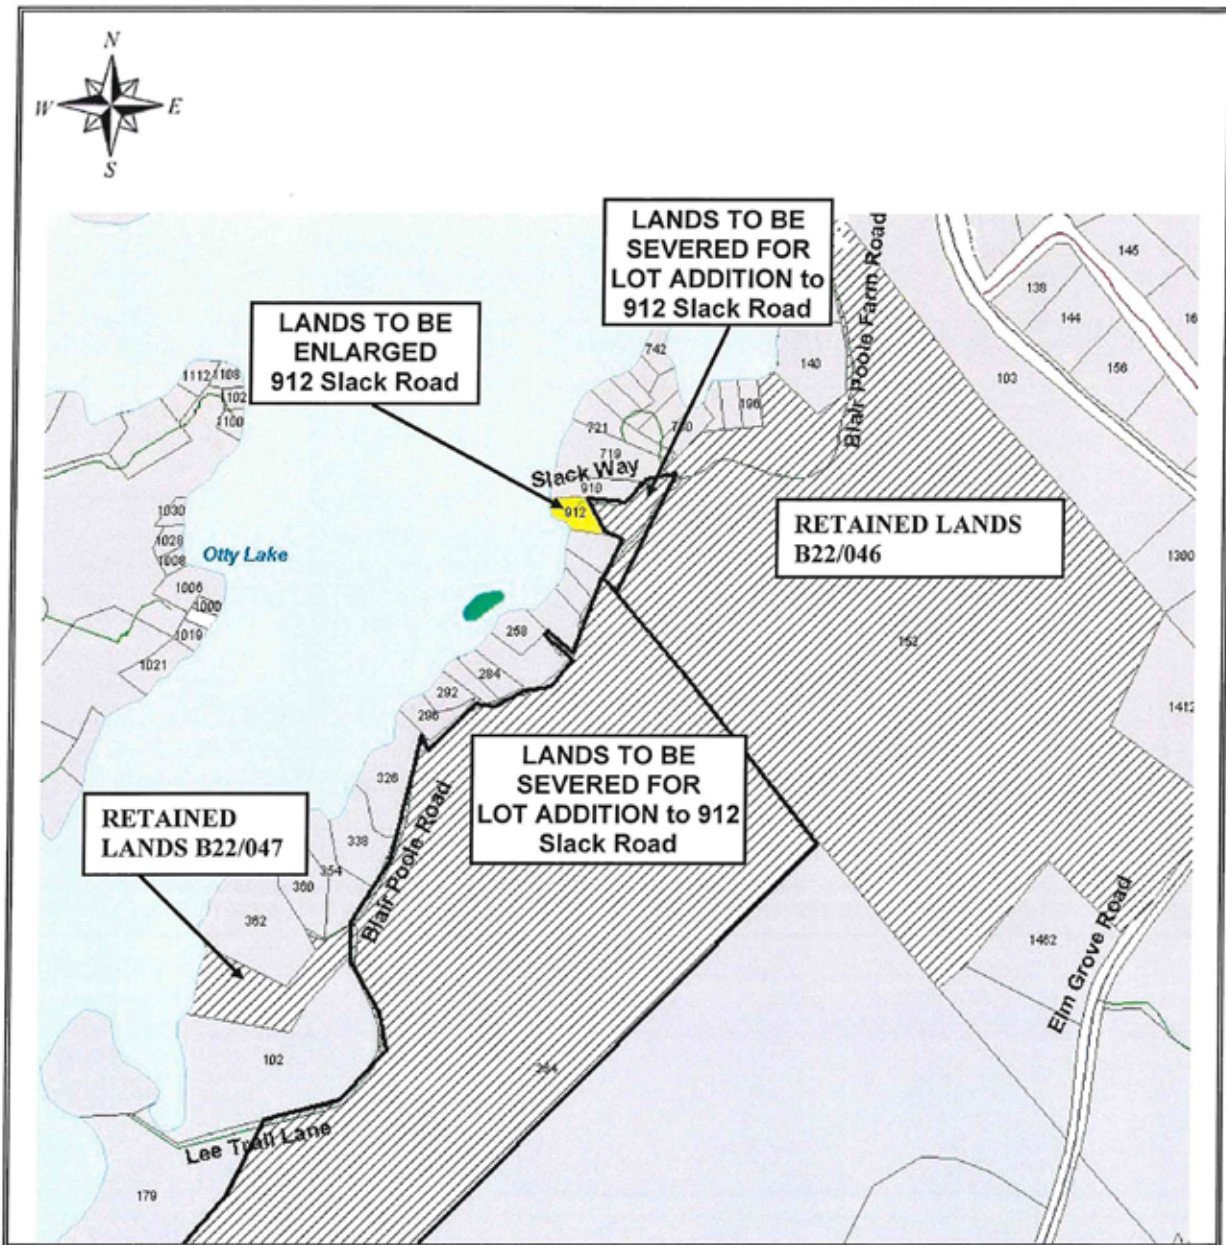 N
W
E
S
LANDS TO BE
SEVERED FOR
LOT ADDITION to
912 Slack Road
LANDS TO BE
ENLARGED
912 Slack Road
Blair Poole Farm Road
145
138
144
16
156
103
742
140
1112
1108
1102
1100
196
721
719
Slack Way
910
912
RETAINED LANDS
B22/046
1030
1028
1008
Otty Lake
1006
1000
1019
1021
1300
152
268
284
292
296
1412
LANDS TO BE
SEVERED FOR
LOT ADDITION to 912
Slack Road
326
338
354
360
362
Blair Poole Road
RETAINED
LANDS B22/047
1462
Elm Grove Road
102
364
Lee Trail Lane
179